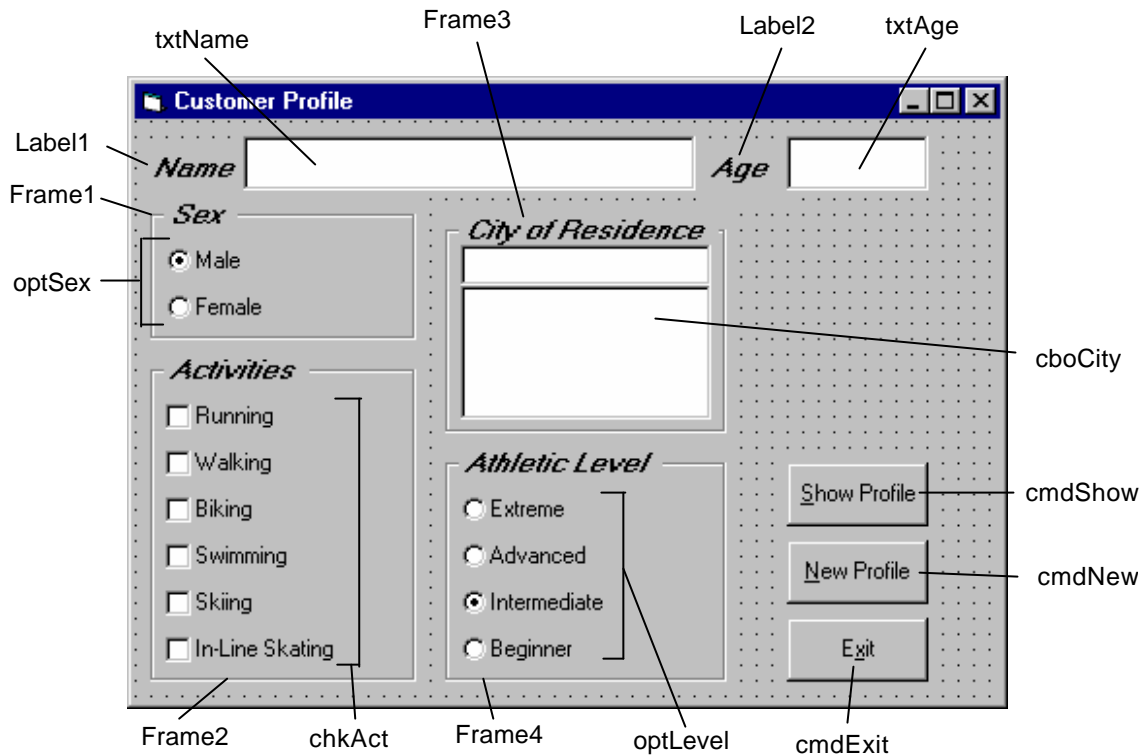 Frame3
Label2
txtAge
txtName
Customer Profile
Label1
Name
Age
Frame1
Sex
City of Residence
optSex
Male
Female
cboCity
Activities
Running
Walking
Biking
Swimming
Skiing
In-Line Skating
Athletic Level
Extreme
Advanced
Intermediate
Beginner
Show Profile
cmdShow
New Profile
cmdNew
Exit
Frame2
chkAct
Frame4
optLevel
cmdExit